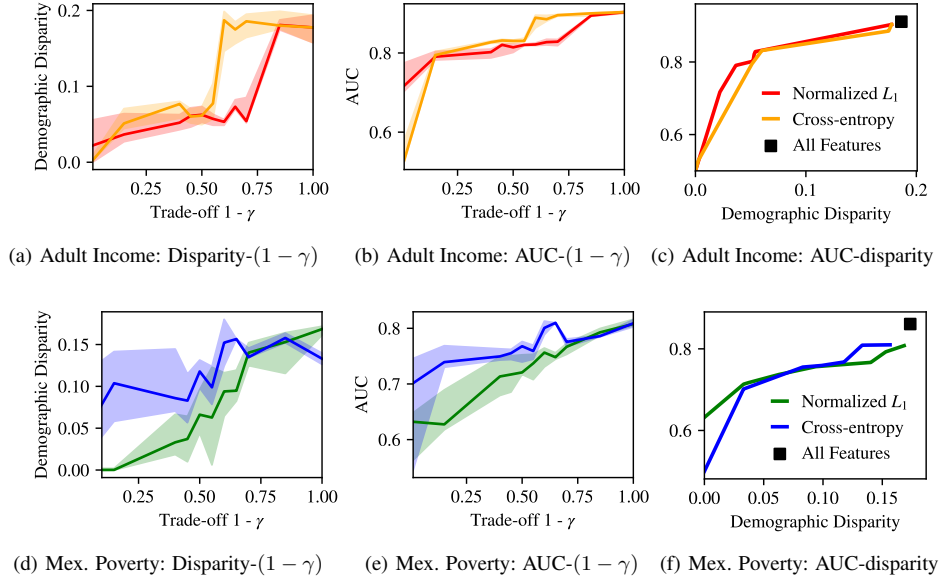 Demographic Disparity
0.2
0.1
0.0
0.25 0.50 0.75 1.00
Trade-off 1 - γ
(a) Adult Income: Disparity-(1 − γ)
AUC
0.8
0.6
0.25 0.50 0.75 1.00
Trade-off 1 - γ
(b) Adult Income: AUC-(1 − γ)
0.8
0.6
Normalized L₁
Cross-entropy
All Features
0.0 0.1 0.2
Demographic Disparity
(c) Adult Income: AUC-disparity
Demographic Disparity
0.15
0.10
0.05
0.00
0.25 0.50 0.75 1.00
Trade-off 1 - γ
(d) Mex. Poverty: Disparity-(1 − γ)
AUC
0.8
0.7
0.6
0.25 0.50 0.75 1.00
Trade-off 1 - γ
(e) Mex. Poverty: AUC-(1 − γ)
0.8
0.6
Normalized L₁
Cross-entropy
All Features
0.00 0.05 0.10 0.15
Demographic Disparity
(f) Mex. Poverty: AUC-disparity